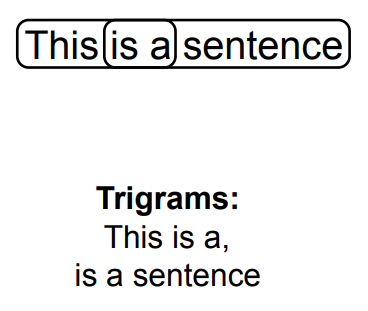 This is a sentence
Trigrams:
This is a,
is a sentence